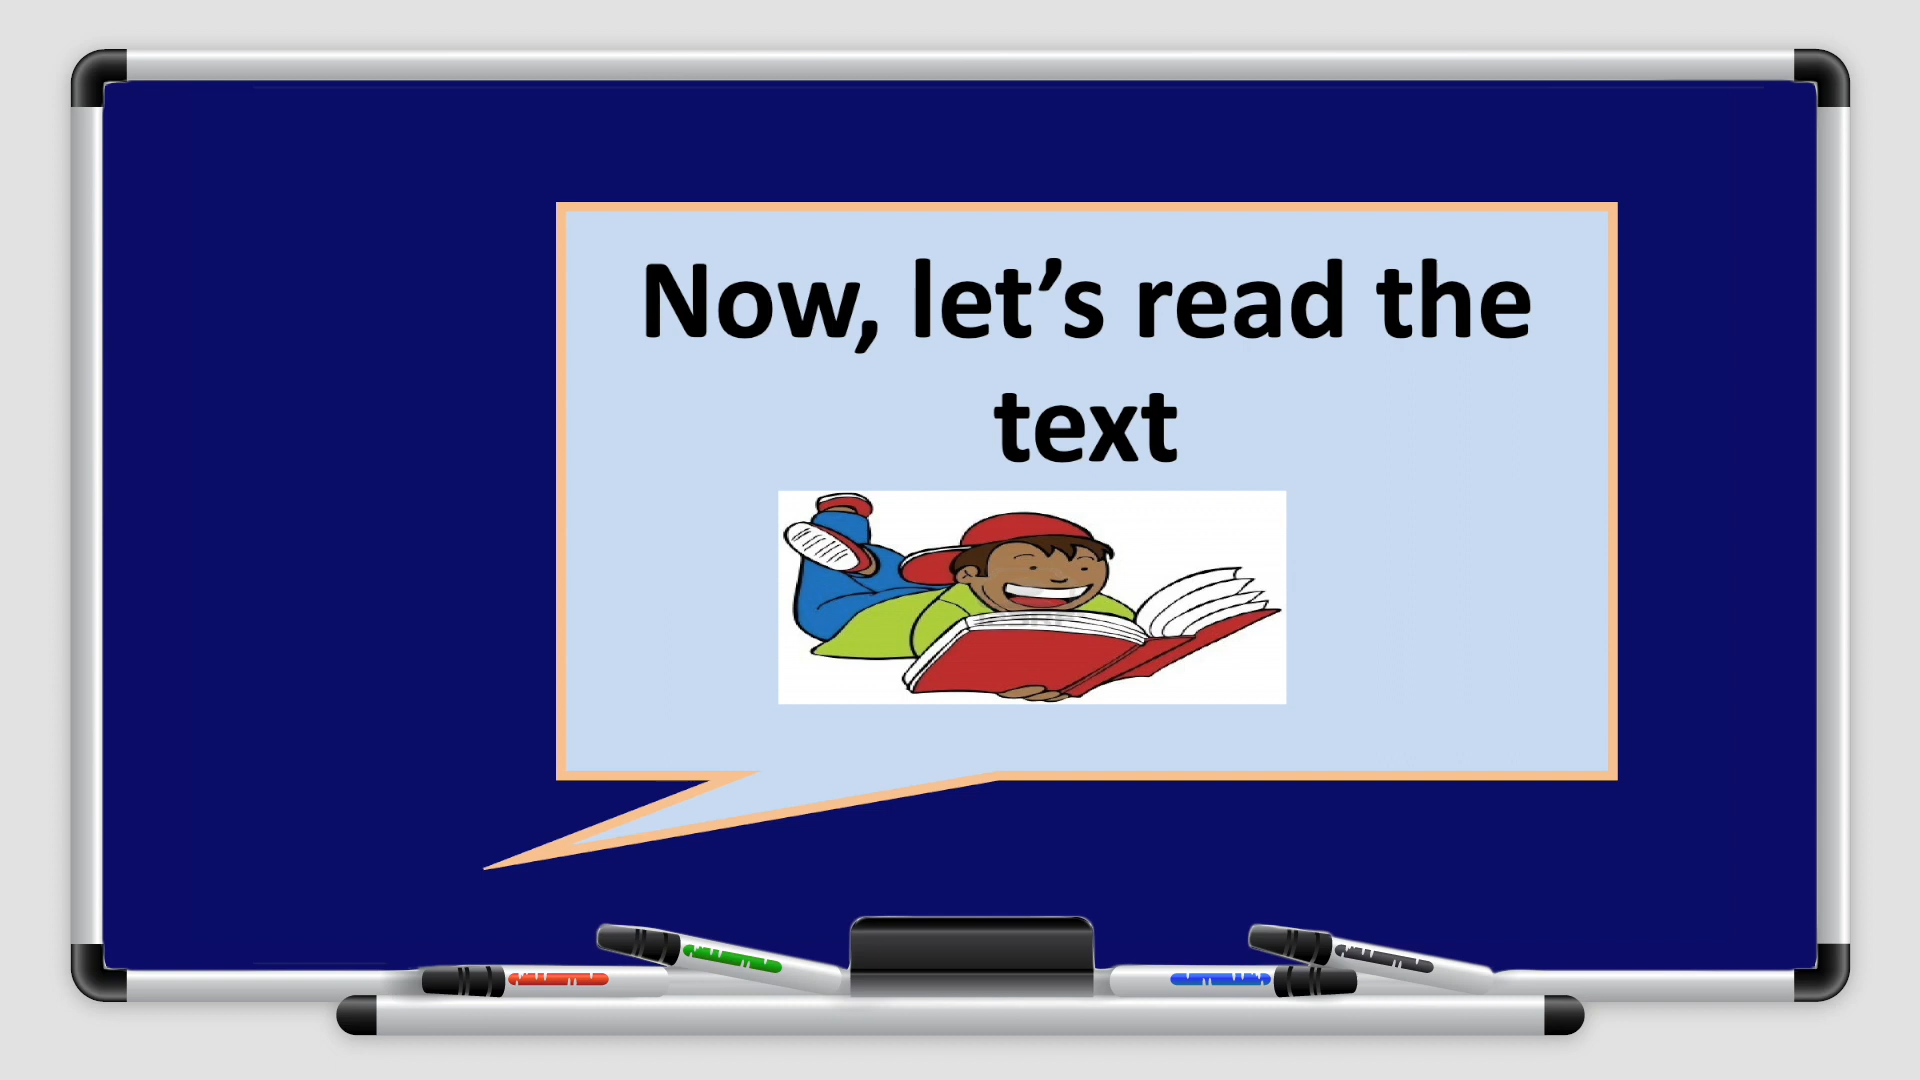 Now, let’s read the
text